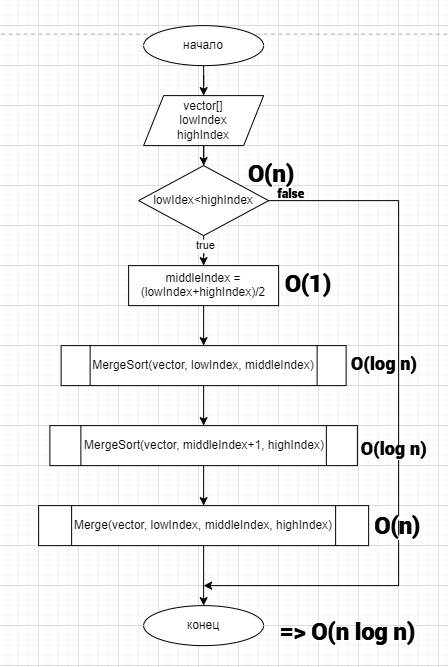 начало
vector[]
lowIndex
highIndex
O(n)
lowIdex<highIndex
false
true
middleIndex =
(lowIndex+highIndex)/2
O(1)
MergeSort(vector, lowIndex, middleIndex)
O(log n)
MergeSort(vector, middleIndex+1, highIndex)
O(log n)
Merge(vector, lowIndex, middleIndex, highIndex)
O(n)
конец
=> O(n log n)